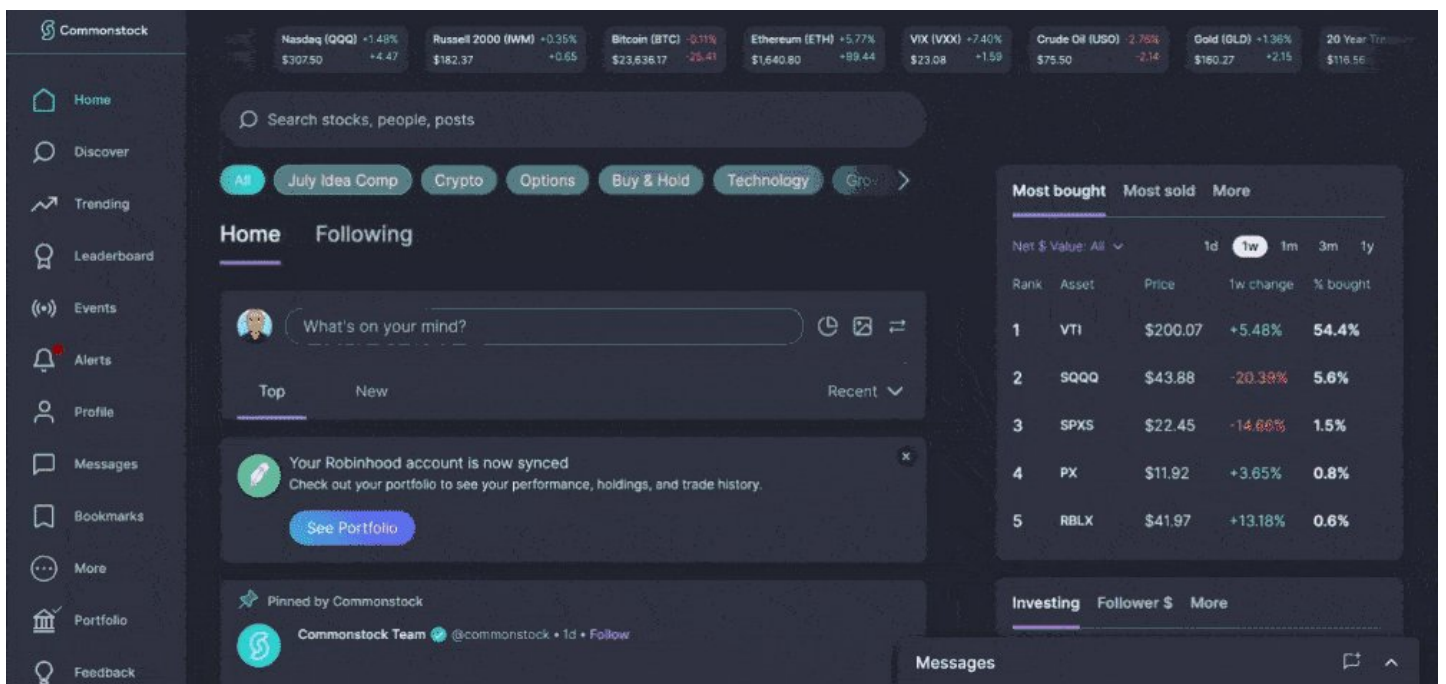 Commonstock
Home
Discover
Trending
Leaderboard
Events
Alerts
Profile
Messages
Bookmarks
More
Portfolio
Feedback
Nasdaq (QQQ) +1.48%
$307.50 +4.47
Russell 2000 (IWM) +0.35%
$182.37 +0.65
Bitcoin (BTC) -0.11%
$23,636.17 -25.41
Ethereum (ETH) +5.77%
$1,640.80 +89.44
VIX (VXX) +7.40%
$23.08 +1.59
Crude Oil (USO) -2.76%
$75.50 -2.14
Gold (GLD) +1.36%
$160.27 +2.15
20 Year
$116.56
Search stocks, people, posts
All July Idea Comp Crypto Options Buy & Hold Technology
Home Following
What's on your mind?
Top New Recent
Your Robinhood account is now synced
Check out your portfolio to see your performance, holdings, and trade history.
See Portfolio
Pinned by Commonstock
Commonstock Team @commonstock • 1d • Follow
Most bought Most sold More
Net $ Value: All 1d 1w 1m 3m 1y
Rank Asset Price 1w change % bought
1 VTI $200.07 +5.48% 54.4%
2 SQQQ $43.88 -20.39% 5.6%
3 SPXS $22.45 -14.66% 1.5%
4 PX $11.92 +3.65% 0.8%
5 RBLX $41.97 +13.18% 0.6%
Investing Follower $ More
Messages